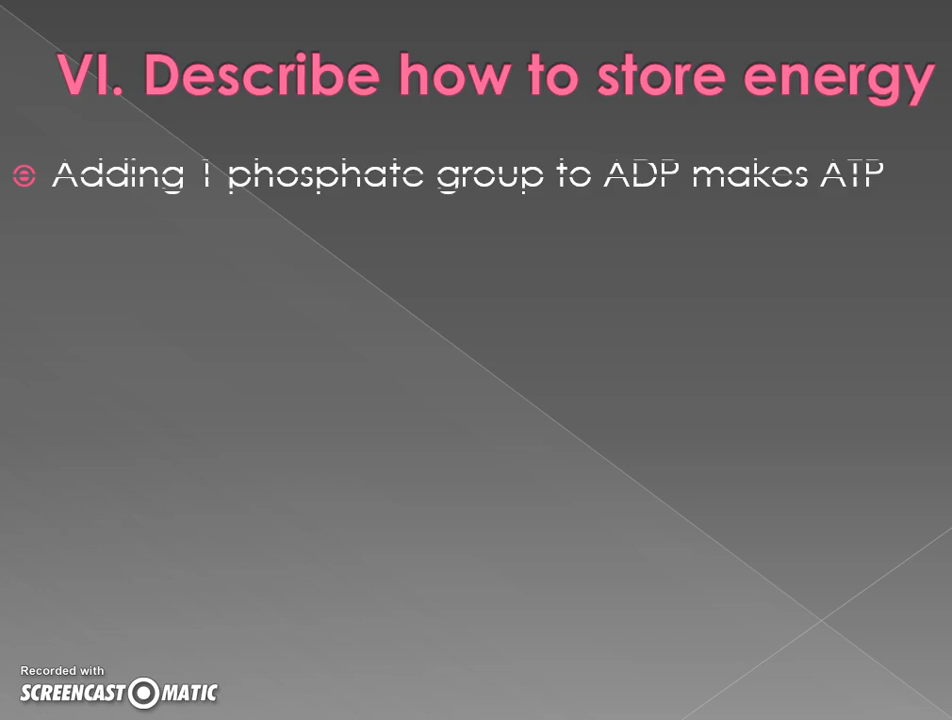 VI. Describe how to store energy
Adding 1 phosphate group to ADP makes ATP
Recorded with
SCREENCAST MATIC